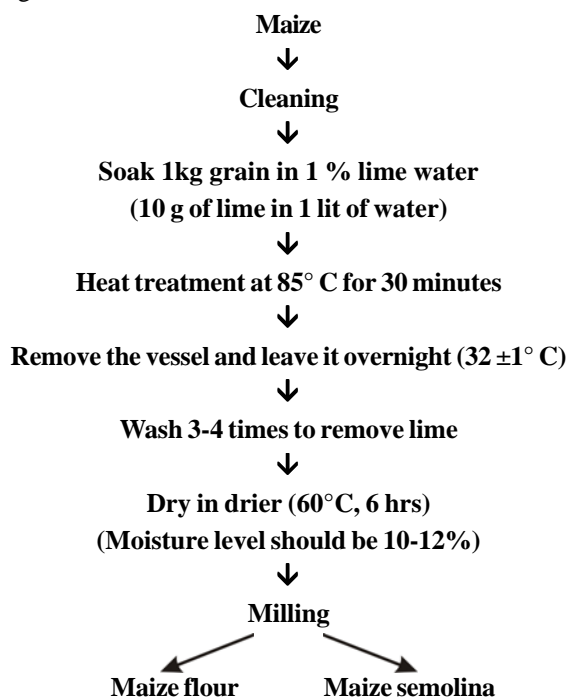 Maize
Cleaning
Soak 1kg grain in 1 % lime water
(10 g of lime in 1 lit of water)
Heat treatment at 85° C for 30 minutes
Remove the vessel and leave it overnight (32 ±1° C)
Wash 3-4 times to remove lime
Dry in drier (60°C, 6 hrs)
(Moisture level should be 10-12%)
Milling
Maize flour Maize semolina